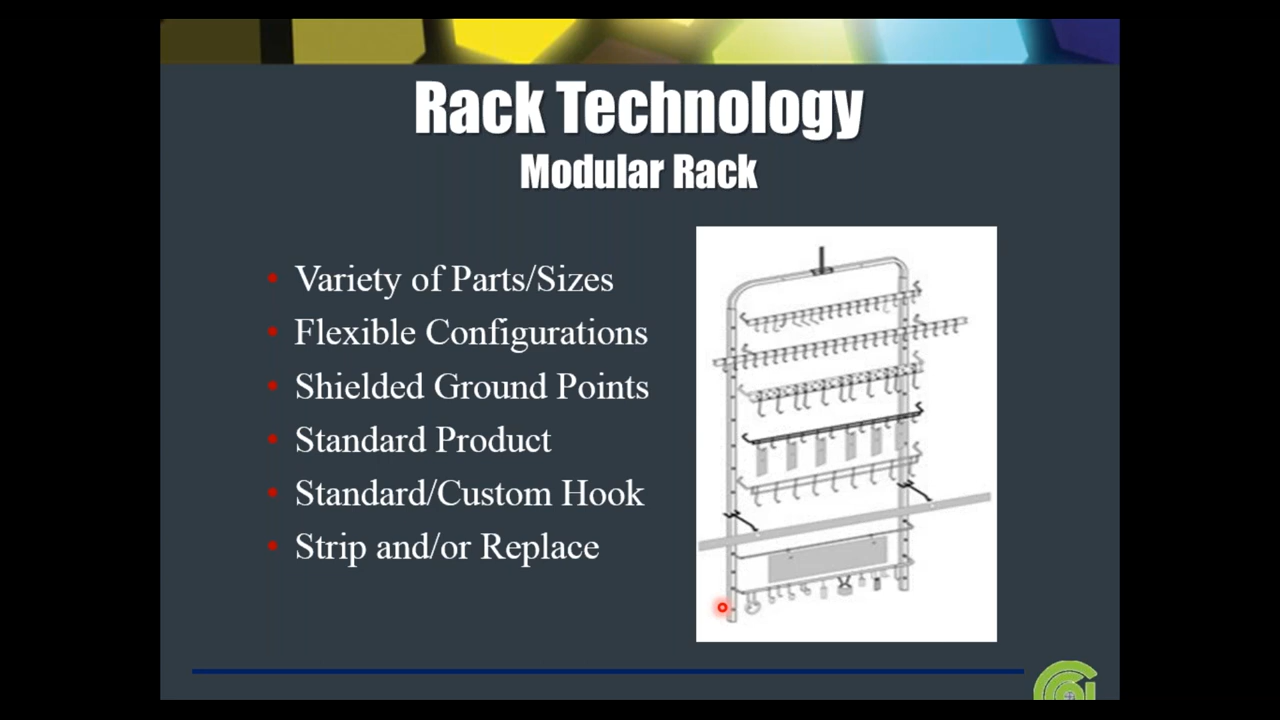 Rack Technology
Modular Rack
Variety of Parts/Sizes
Flexible Configurations
Shielded Ground Points
Standard Product
Standard/Custom Hook
Strip and/or Replace